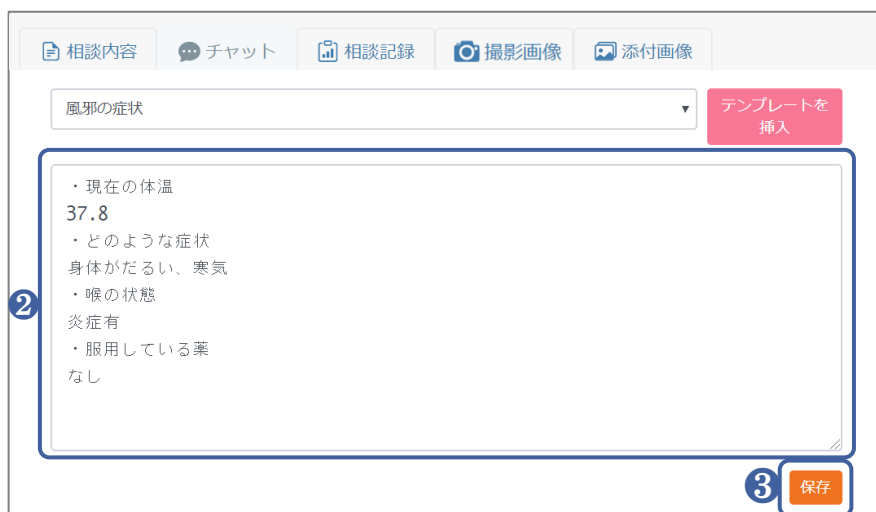 相談内容 チャット 相談記録 撮影画像 添付画像
風邪の症状
テンプレートを
挿入
・現在の体温
37.8
・どのような症状
身体がだるい、寒気
・喉の状態
炎症有
・服用している薬
なし
2
3 保存